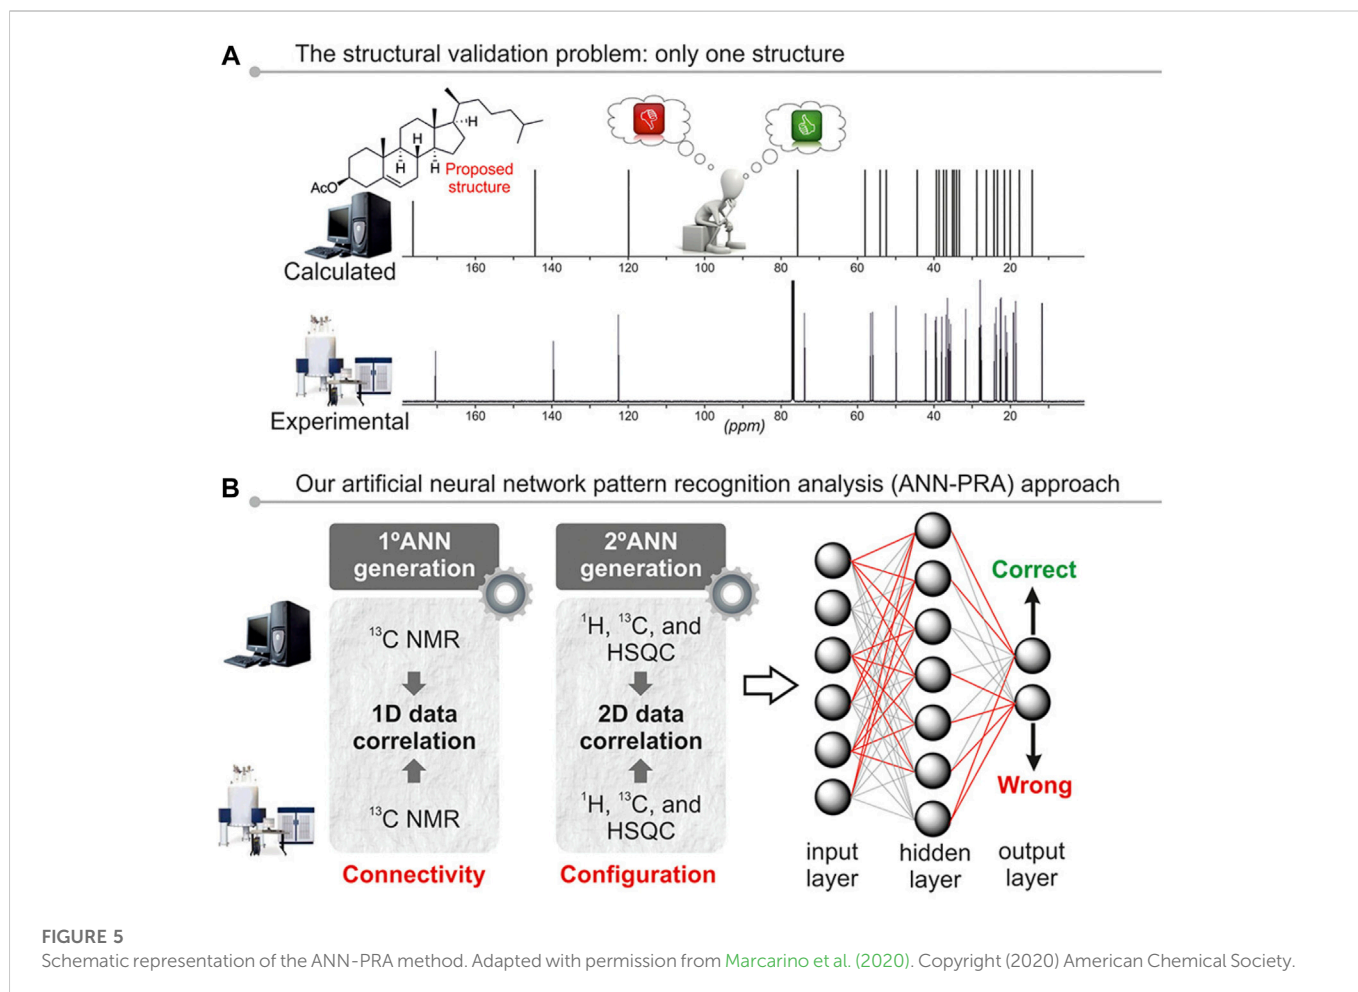 A
The structural validation problem: only one structure
H
H
H
H
Proposed
structure
AcO
Calculated
160 140 120 100 80 60 40 20
Experimental
160 140 120 100 80 60 40 20
(ppm)
B
Our artificial neural network pattern recognition analysis (ANN-PRA) approach
1ºANN
generation
2ºANN
generation
¹³C NMR
1D data
correlation
¹³C NMR
Connectivity
¹H, ¹³C, and
HSQC
2D data
correlation
¹H, ¹³C, and
HSQC
Configuration
Correct
Wrong
input
layer
hidden
layer
output
layer
FIGURE 5
Schematic representation of the ANN-PRA method. Adapted with permission from Marcarino et al. (2020). Copyright (2020) American Chemical Society.